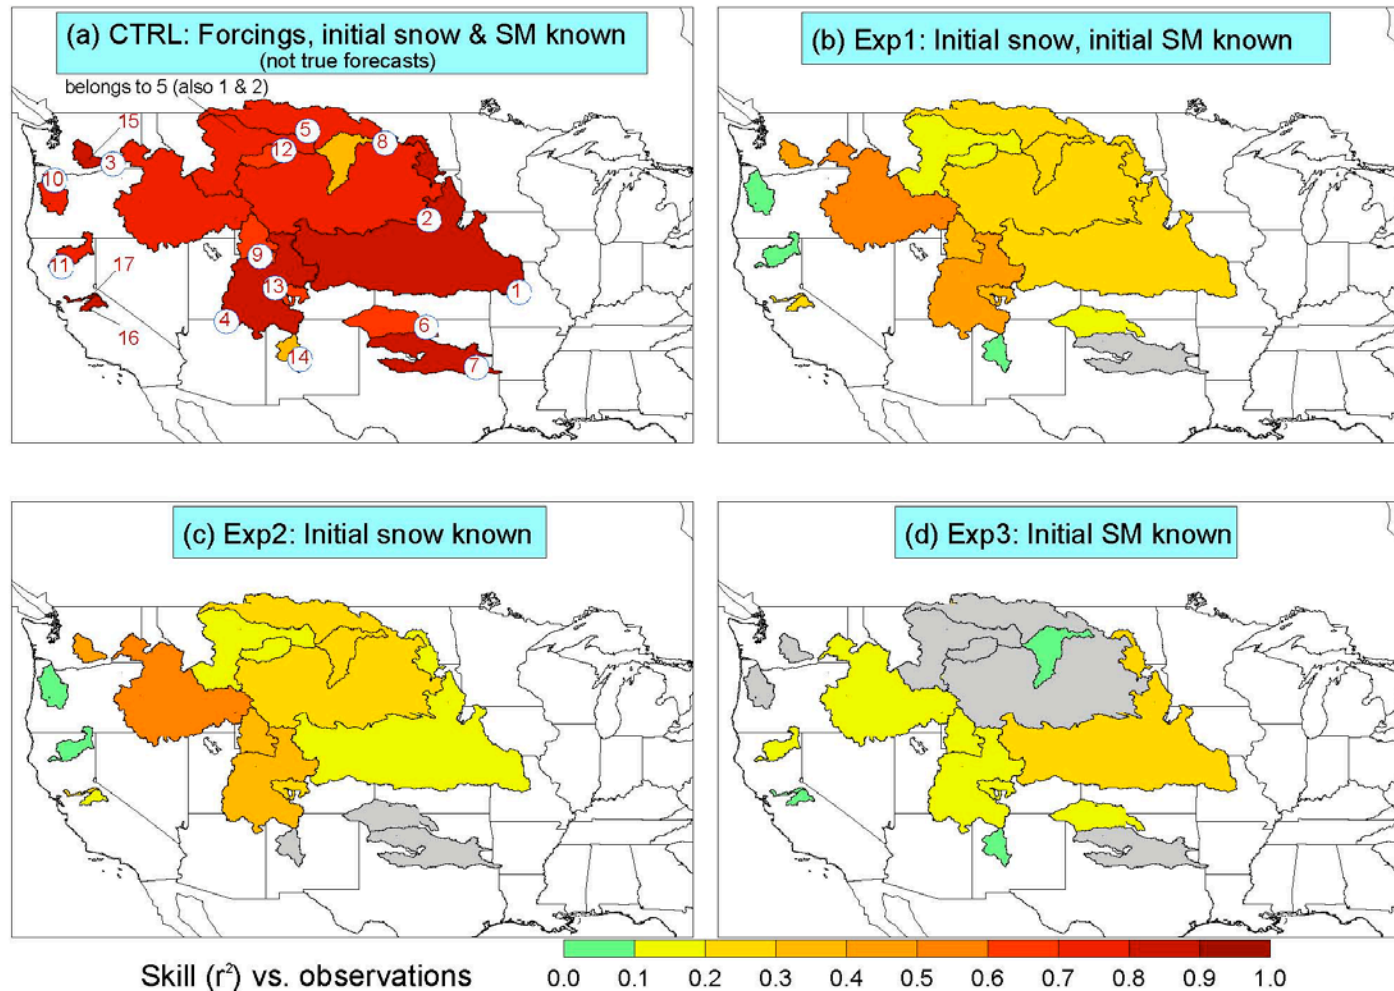 (a) CTRL: Forcings, initial snow & SM known
(not true forecasts)
belongs to 5 (also 1 & 2)
15
3
5
8
12
10
2
9
11
17
13
1
4
6
16
14
7
(b) Exp1: Initial snow, initial SM known
(c) Exp2: Initial snow known
(d) Exp3: Initial SM known
Skill (r²) vs. observations
0.0 0.1 0.2 0.3 0.4 0.5 0.6 0.7 0.8 0.9 1.0